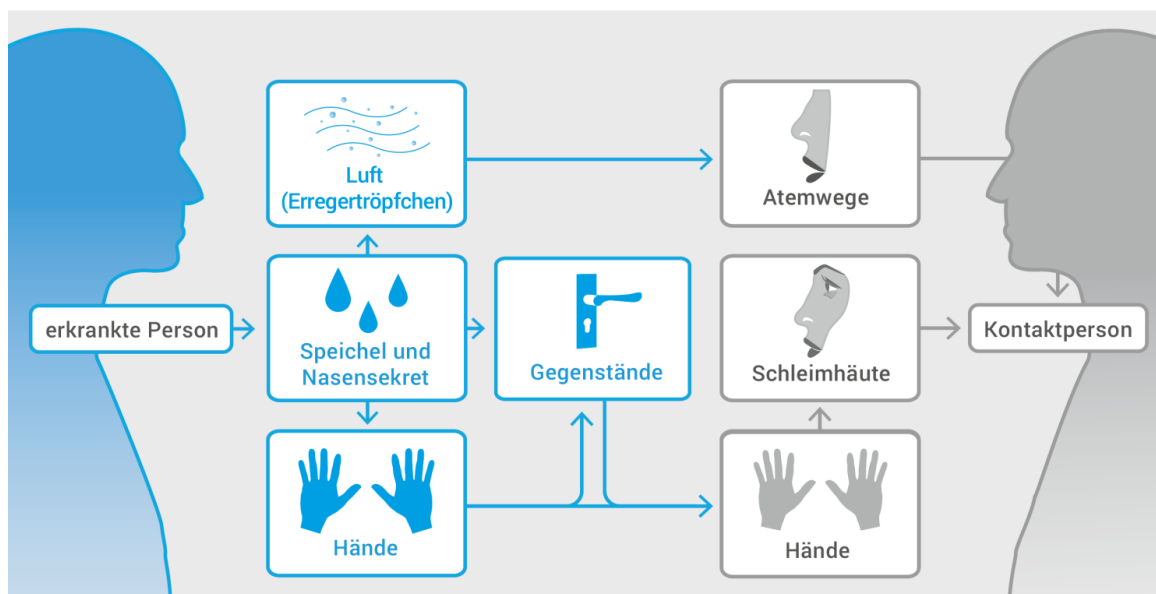 Luft
(Erregertröpfchen)
Atemwege
erkrankte Person
Speichel und
Nasensekret
Gegenstände
Schleimhäute
Kontaktperson
Hände
Hände